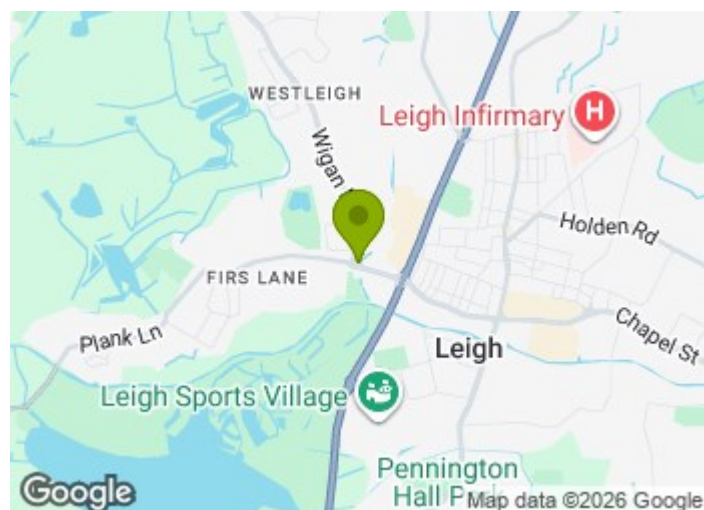 WESTLEIGH
Leigh Infirmary
H
Wigan
Holden Rd
FIRS LANE
Plank Ln
Chapel St
Leigh
Leigh Sports Village
Pennington
Hall P
Google
Map data ©2026 Google